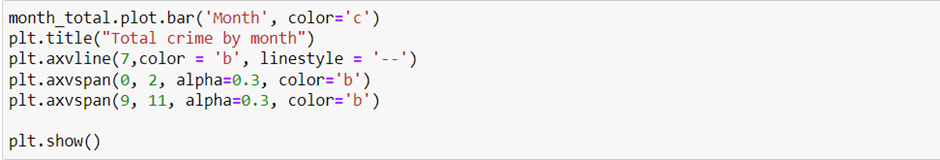 month_total.plot.bar('Month', color='c')
plt.title("Total crime by month")
plt.axvline(7,color = 'b', linestyle = '--')
plt.axvspan(0, 2, alpha=0.3, color='b')
plt.axvspan(9, 11, alpha=0.3, color='b')
plt.show()